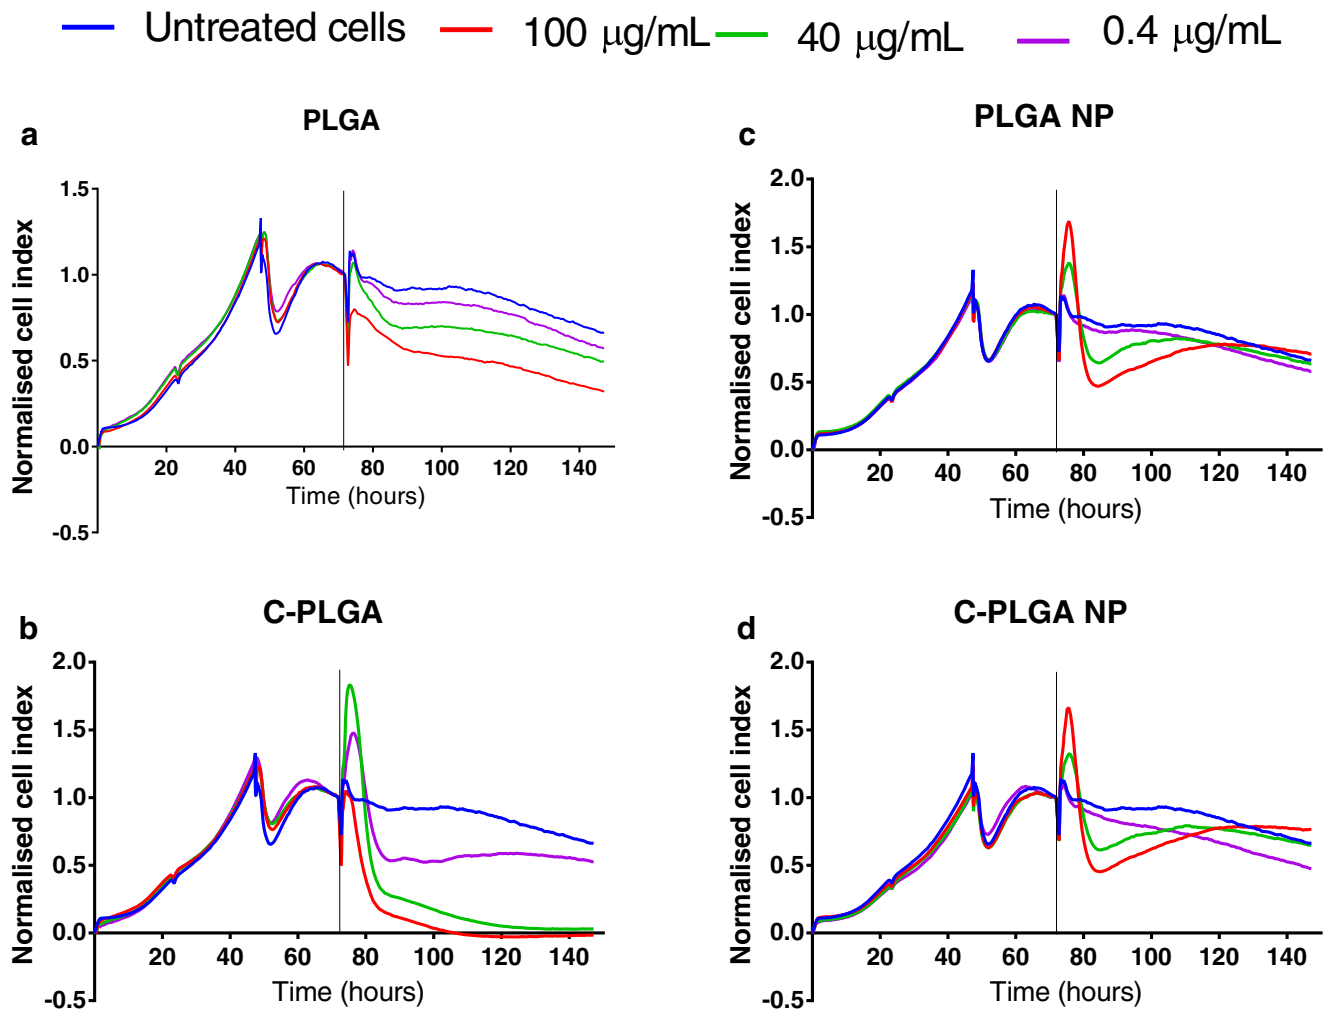 Untreated cells 100 μg/mL 40 μg/mL 0.4 μg/mL
a
PLGA
1.5
1.0
0.5
0.0
-0.5
20 40 60 80 100 120 140
Time (hours)
Normalised cell index
c
PLGA NP
2.0
1.5
1.0
0.5
0.0
-0.5
20 40 60 80 100 120 140
Time (hours)
Normalised cell index
b
C-PLGA
2.0
1.5
1.0
0.5
0.0
-0.5
20 40 60 80 100 120 140
Time (hours)
Normalised cell index
d
C-PLGA NP
2.0
1.5
1.0
0.5
0.0
-0.5
20 40 60 80 100 120 140
Time (hours)
Normalised cell index